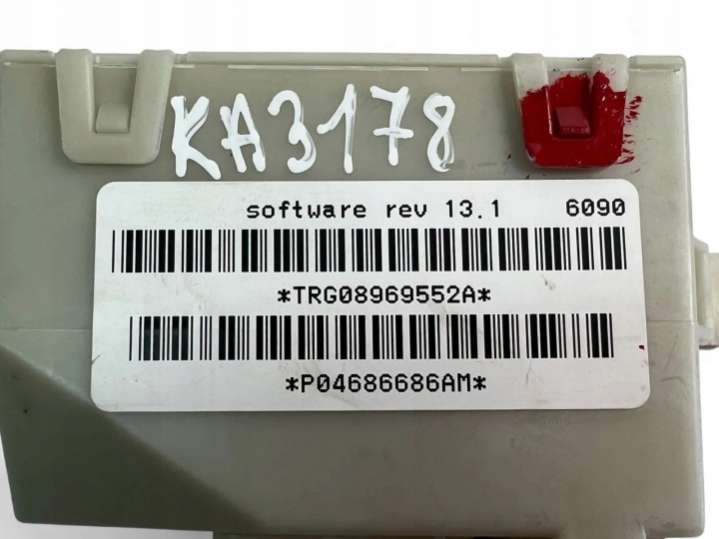 KA3178
software rev 13.1 6090
*TRG08969552A*
*P04686686AM*